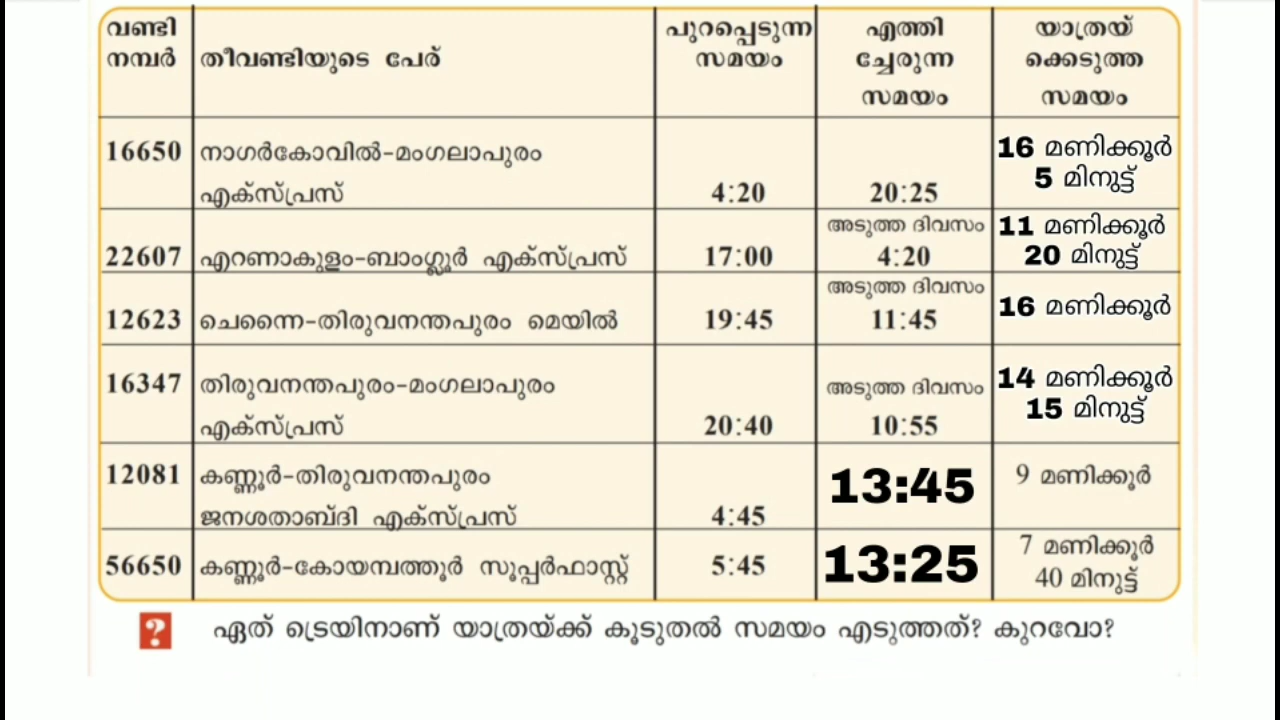 വണ്ടി നമ്പർ തീവണ്ടിയുടെ പേര് പുറപ്പെടുന്ന സമയം എത്തി ച്ചേരുന്ന സമയം യാത്രയ് ക്കെടുത്ത സമയം
16650 നാഗർകോവിൽ-മംഗലാപുരം 16 മണിക്കൂർ
എക്സ്പ്രസ് 4:20 20:25 5 മിനുട്ട്
അടുത്ത ദിവസം 11 മണിക്കൂർ
22607 എറണാകുളം-ബാംഗ്ലൂർ എക്സ്പ്രസ് 17:00 4:20 20 മിനുട്ട്
അടുത്ത ദിവസം
12623 ചെന്നൈ-തിരുവനന്തപുരം മെയിൽ 19:45 11:45 16 മണിക്കൂർ
16347 തിരുവനന്തപുരം-മംഗലാപുരം അടുത്ത ദിവസം 14 മണിക്കൂർ
എക്സ്പ്രസ് 20:40 10:55 15 മിനുട്ട്
12081 കണ്ണൂർ-തിരുവനന്തപുരം 13:45 9 മണിക്കൂർ
ജനശതാബ്ദി എക്സ്പ്രസ് 4:45
56650 കണ്ണൂർ-കോയമ്പത്തൂർ സൂപ്പർഫാസ്റ്റ് 5:45 13:25 7 മണിക്കൂർ
40 മിനുട്ട്
? ഏത് ട്രെയിനാണ് യാത്രയ്ക്ക് കൂടുതൽ സമയം എടുത്തത്? കുറവോ?